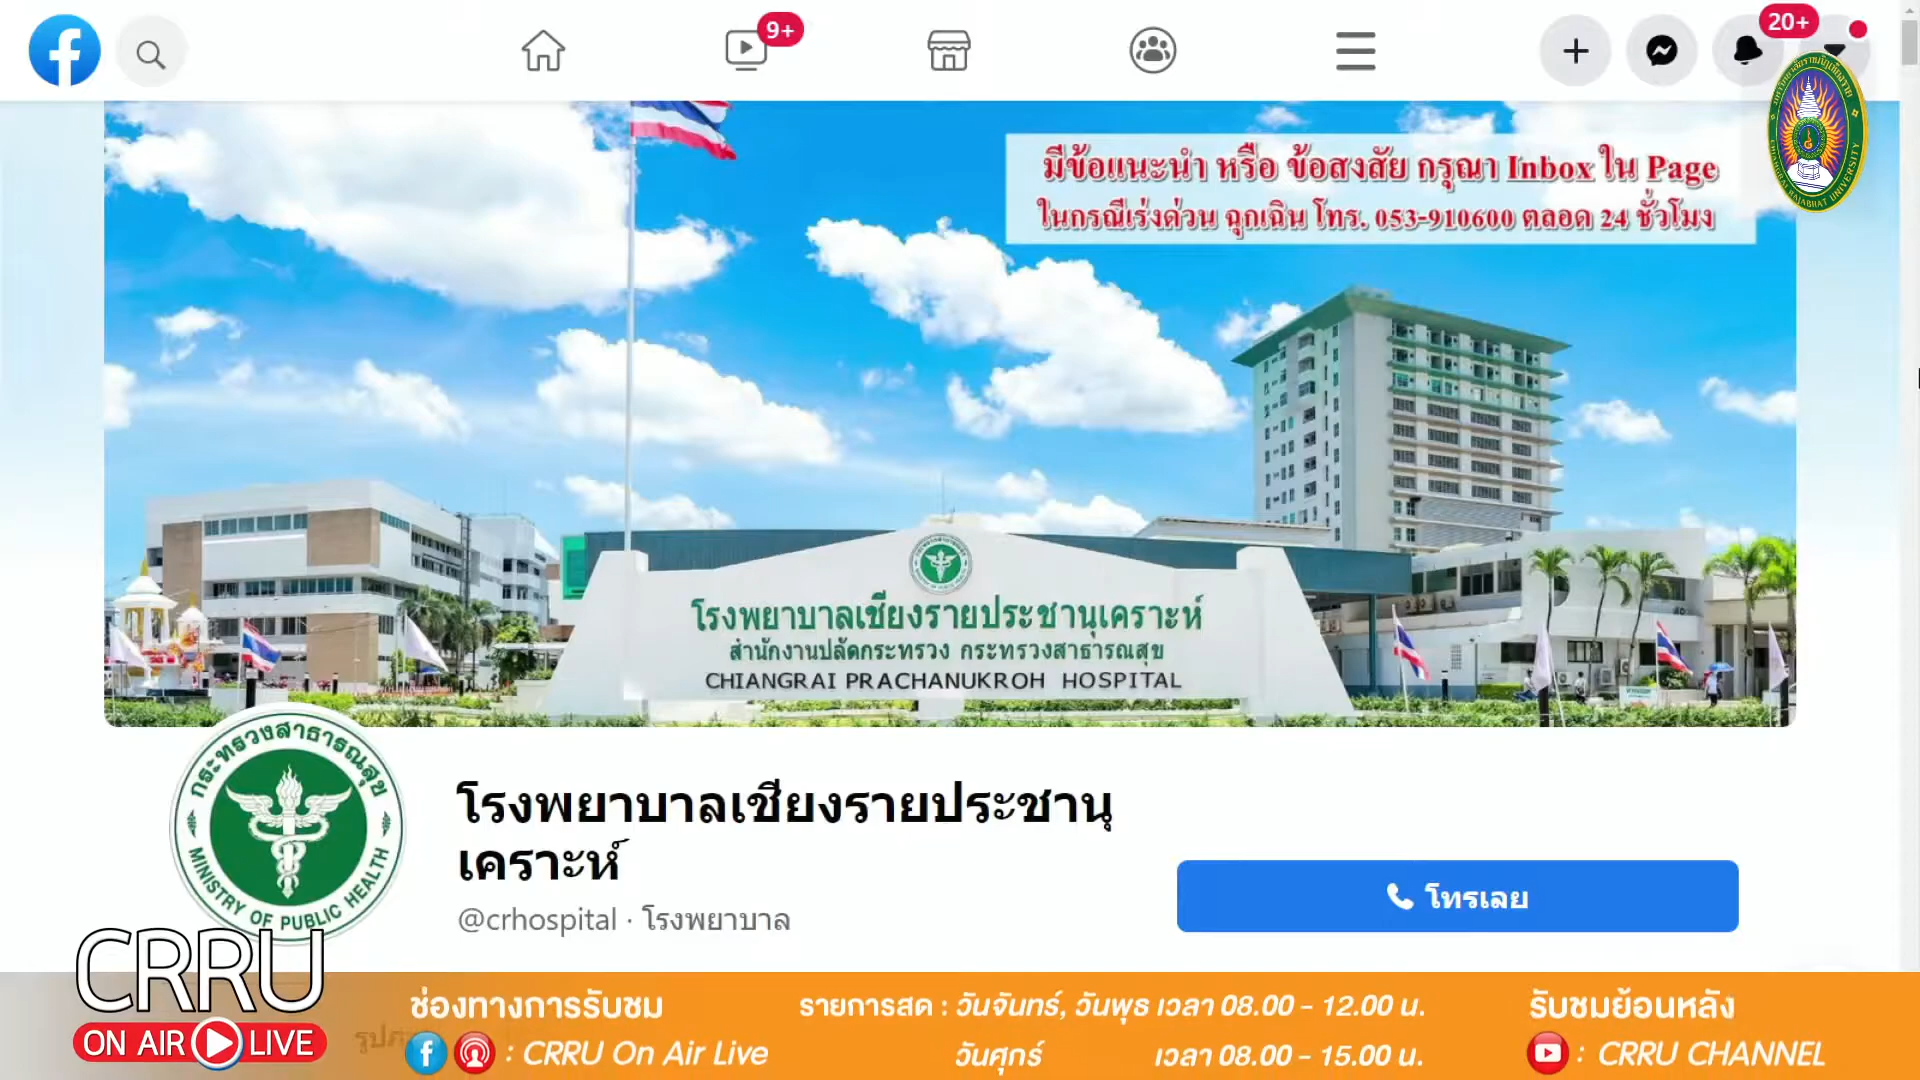 9+
20+
มีข้อแนะนำ หรือ ข้อสงสัย กรุณา Inbox ใน Page
ในกรณีเร่งด่วน ฉุกเฉิน โทร. 053-910600 ตลอด 24 ชั่วโมง
CHIANGRAI RAJABHAT UNIVERSITY
โรงพยาบาลเชียงรายประชานุเคราะห์
สำนักงานปลัดกระทรวง กระทรวงสาธารณสุข
CHIANGRAI PRACHANUKROH HOSPITAL
กระทรวงสาธารณสุข
MINISTRY OF PUBLIC HEALTH
โรงพยาบาลเชียงรายประชานุ
เคราะห์
@crhospital · โรงพยาบาล
โทรเลย
CRRU
ON AIR LIVE
ช่องทางการรับชม
: CRRU On Air Live
รายการสด : วันจันทร์, วันพุธ เวลา 08.00 - 12.00 น.
วันศุกร์ เวลา 08.00 - 15.00 น.
รับชมย้อนหลัง
: CRRU CHANNEL